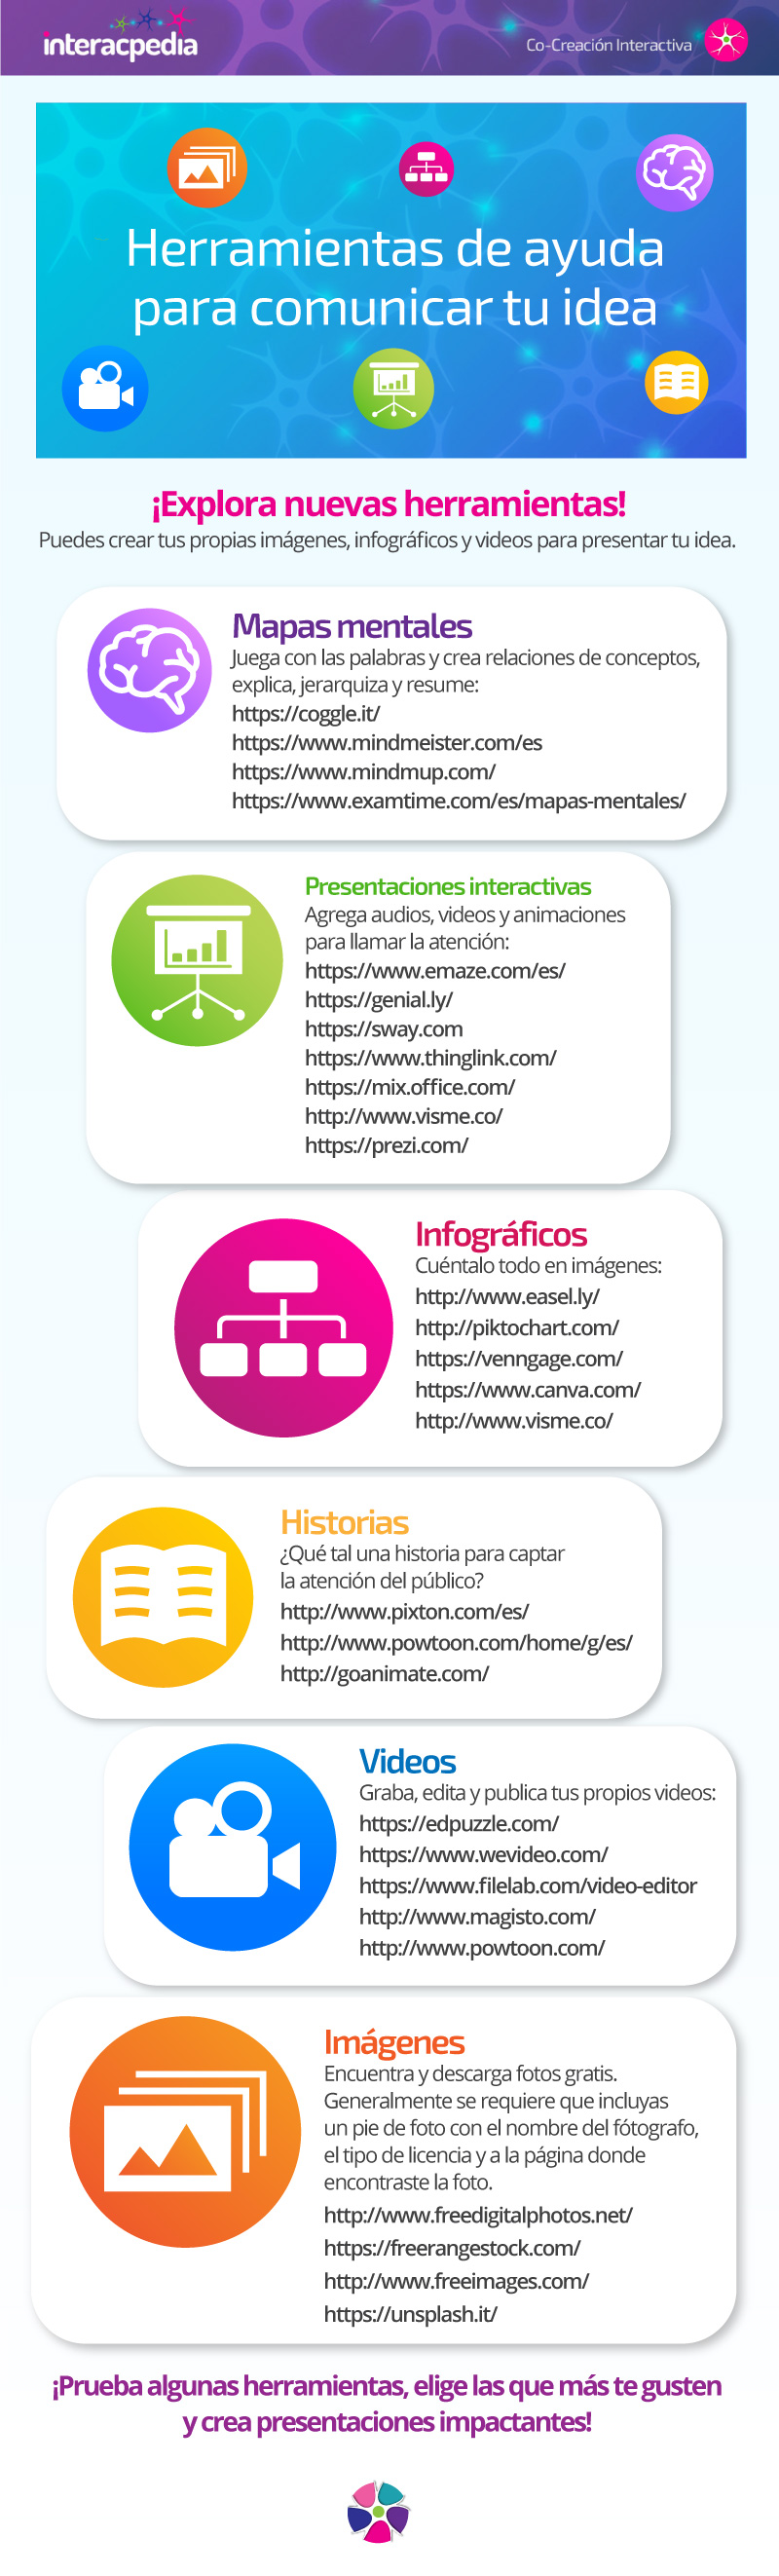 interacpedia
Co-Creación Interactiva
Herramientas de ayuda
para comunicar tu idea
¡Explora nuevas herramientas!
Puedes crear tus propias imágenes, infográficos y videos para presentar tu idea.
Mapas mentales
Juega con las palabras y crea relaciones de conceptos,
explica, jerarquiza y resume:
https://coggle.it/
https://www.mindmeister.com/es
https://www.mindmup.com/
https://www.examtime.com/es/mapas-mentales/
Presentaciones interactivas
Agrega audios, videos y animaciones
para llamar la atención:
https://www.emaze.com/es/
https://genial.ly/
https://sway.com
https://www.thinglink.com/
https://mix.office.com/
http://www.visme.co/
https://prezi.com/
Infográficos
Cuéntalo todo en imágenes:
http://www.easel.ly/
http://piktochart.com/
https://venngage.com/
https://www.canva.com/
http://www.visme.co/
Historias
¿Qué tal una historia para captar
la atención del público?
http://www.pixton.com/es/
http://www.powtoon.com/home/g/es/
http://goanimate.com/
Videos
Graba, edita y publica tus propios videos:
https://edpuzzle.com/
https://www.wevideo.com/
https://www.filelab.com/video-editor
http://www.magisto.com/
http://www.powtoon.com/
Imágenes
Encuentra y descarga fotos gratis.
Generalmente se requiere que incluyas
un pie de foto con el nombre del fótografo,
el tipo de licencia y a la página donde
encontraste la foto.
http://www.freedigitalphotos.net/
https://freerangestock.com/
http://www.freeimages.com/
https://unsplash.it/
¡Prueba algunas herramientas, elige las que más te gusten
y crea presentaciones impactantes!